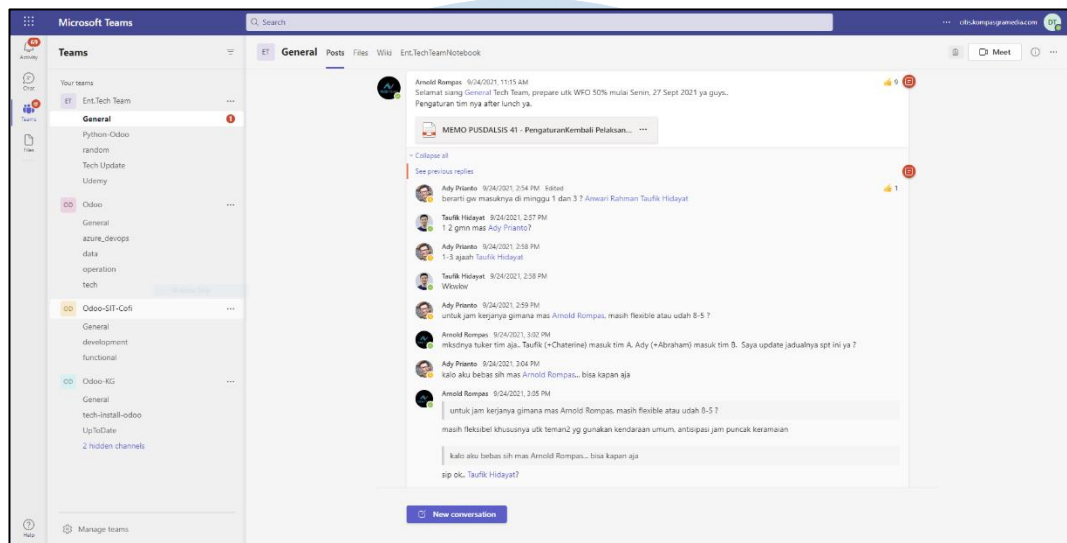 Microsoft Teams
Search
citis.kompasgramedia.com
DT
69
Activity
Chat
Teams
Files
Help
Teams
Your teams
ET Ent.Tech Team
General
1
Python-Odoo
random
Tech Update
Udemy
OD Odoo
General
azure_devops
data
operation
tech
Odoo-SIT-Cofi
General
development
functional
Odoo-KG
General
tech-install-odoo
UpToDate
2 hidden channels
Manage teams
ET General Posts Files Wiki Ent.TechTeamNotebook
Meet
Arnold Rompas 9/24/2021, 11:15 AM
9
Selamat siang General Tech Team, prepare utk WFO 50% mulai Senin, 27 Sept 2021 ya guys..
Pengaturan tim nya after lunch ya.
MEMO PUSDALSIS 41 - PengaturanKembali Pelaksan...
Collapse all
See previous replies
Ady Prianto 9/24/2021, 2:54 PM Edited
1
berarti gw masuknya di minggu 1 dan 3 ? Anwari Rahman Taufik Hidayat
Taufik Hidayat 9/24/2021, 2:57 PM
1 2 gmn mas Ady Prianto?
Ady Prianto 9/24/2021, 2:58 PM
1-3 ajaah Taufik Hidayat
Taufik Hidayat 9/24/2021, 2:58 PM
Wkwkw
Ady Prianto 9/24/2021, 2:59 PM
untuk jam kerjanya gimana mas Arnold Rompas, masih flexible atau udah 8-5 ?
Arnold Rompas 9/24/2021, 3:02 PM
mksdnya tuker tim aja.. Taufik (+Chaterine) masuk tim A, Ady (+Abraham) masuk tim B. Saya update jadualnya spt ini ya ?
Ady Prianto 9/24/2021, 3:04 PM
kalo aku bebas sih mas Arnold Rompas... bisa kapan aja
Arnold Rompas 9/24/2021, 3:05 PM
untuk jam kerjanya gimana mas Arnold Rompas, masih flexible atau udah 8-5 ?
masih fleksibel khususnya utk teman2 yg gunakan kendaraan umum, antisipasi jam puncak keramaian
kalo aku bebas sih mas Arnold Rompas... bisa kapan aja
sip ok.. Taufik Hidayat?
New conversation